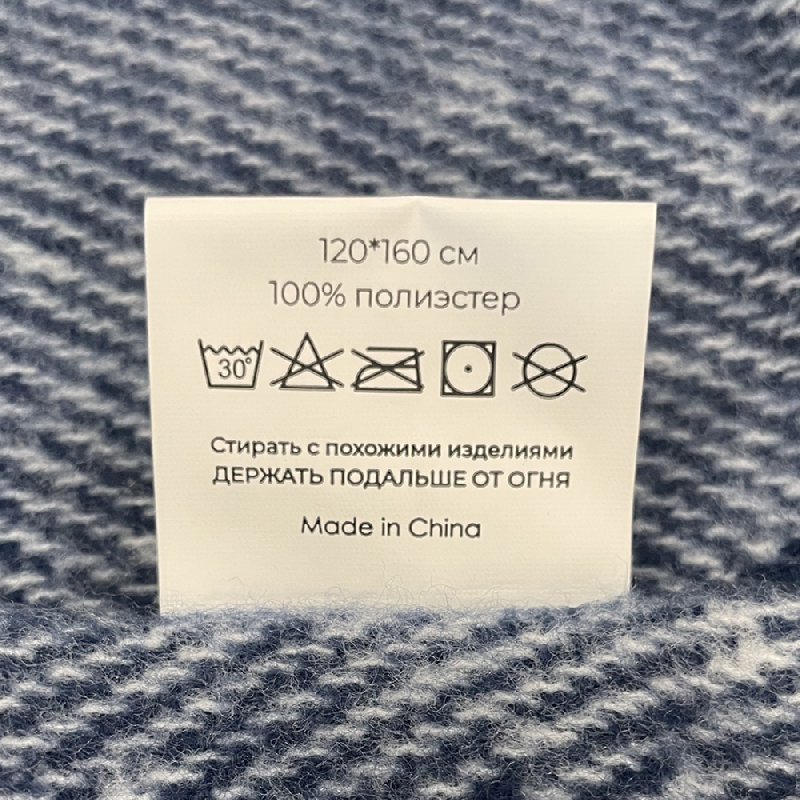 120*160 см
100% полиэстер
30°
Стирать с похожими изделиями
ДЕРЖАТЬ ПОДАЛЬШЕ ОТ ОГНЯ
Made in China